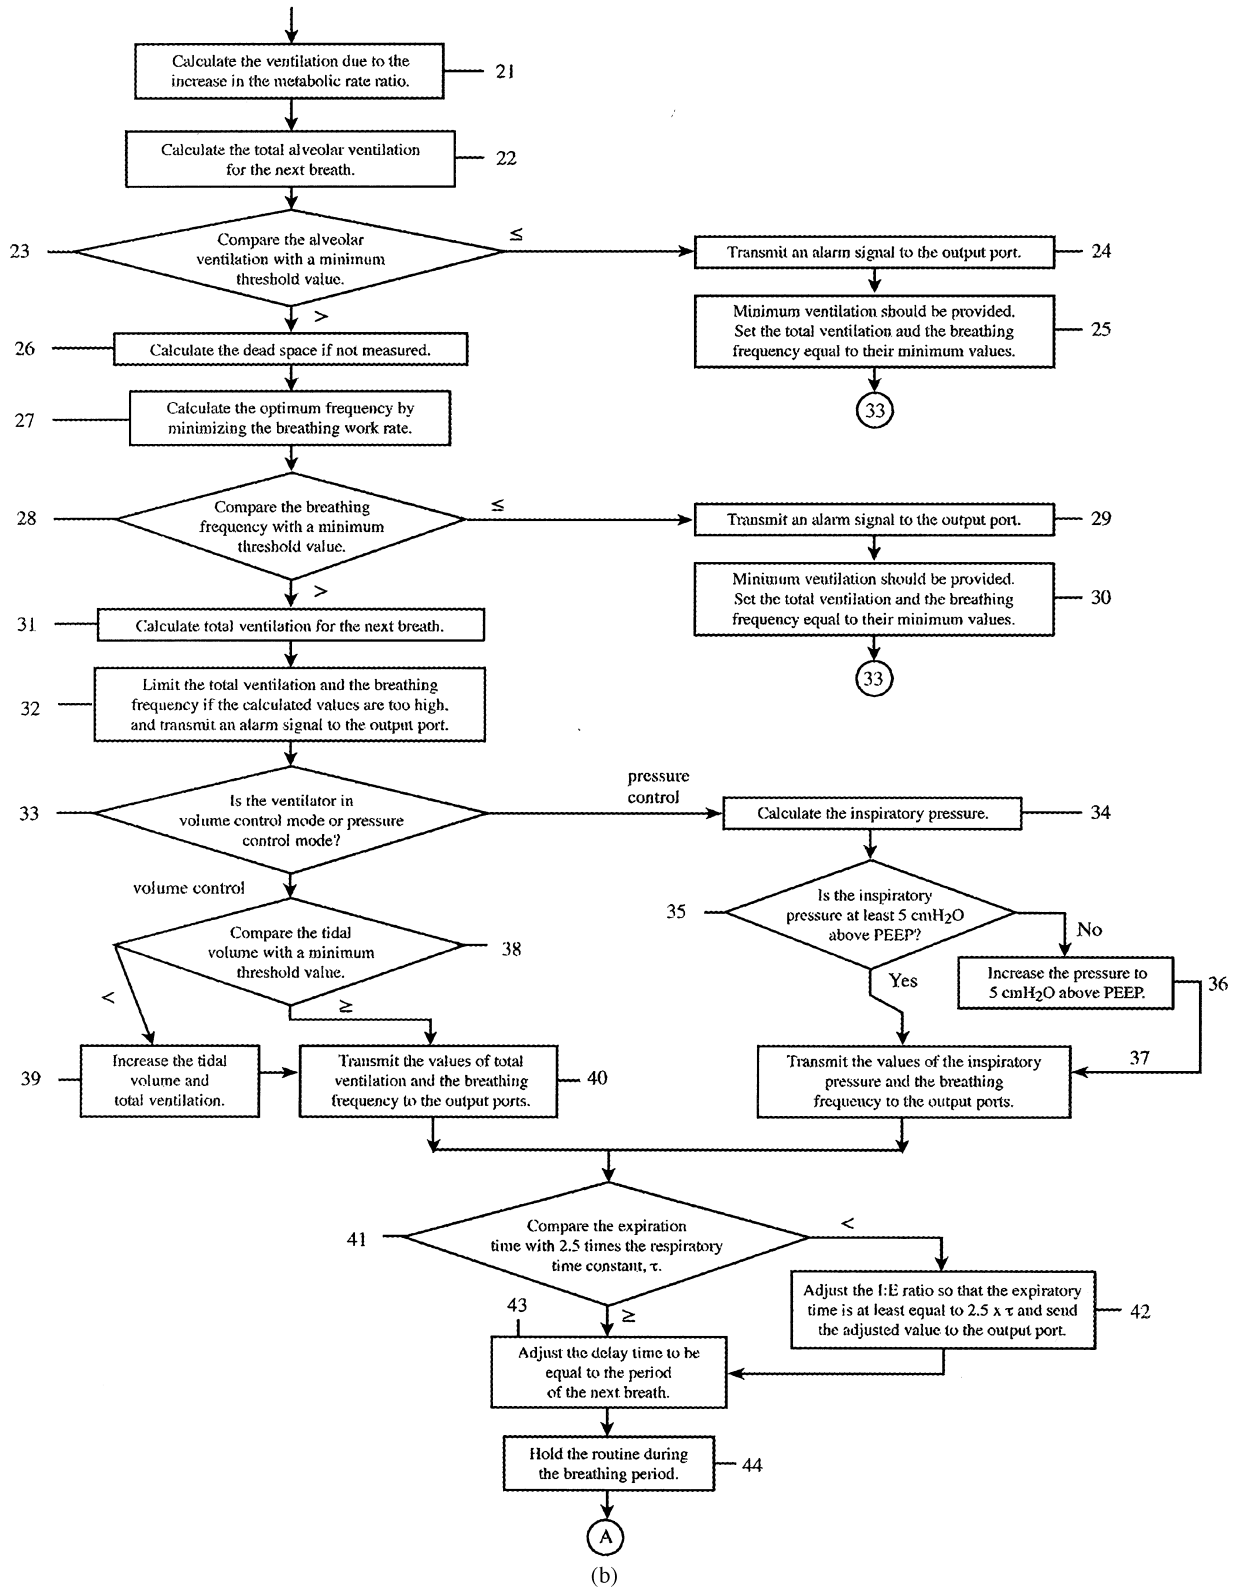 Calculate the ventilation due to the
increase in the metabolic rate ratio.
21
Calculate the total alveolar ventilation
for the next breath.
22
23
Compare the alveolar
ventilation with a minimum
threshold value.
≤
>
Transmit an alarm signal to the output port.
24
Minimum ventilation should be provided.
Set the total ventilation and the breathing
frequency equal to their minimum values.
25
33
26
Calculate the dead space if not measured.
27
Calculate the optimum frequency by
minimizing the breathing work rate.
28
Compare the breathing
frequency with a minimum
threshold value.
≤
>
Transmit an alarm signal to the output port.
29
Minimum ventilation should be provided.
Set the total ventilation and the breathing
frequency equal to their minimum values.
30
33
31
Calculate total ventilation for the next breath.
32
Limit the total ventilation and the breathing
frequency if the calculated values are too high,
and transmit an alarm signal to the output port.
33
Is the ventilator in
volume control mode or pressure
control mode?
pressure
control
volume control
Calculate the inspiratory pressure.
34
35
Is the inspiratory
pressure at least 5 cmH2O
above PEEP?
No
Yes
Increase the pressure to
5 cmH2O above PEEP.
36
Compare the tidal
volume with a minimum
threshold value.
38
<
≥
39
Increase the tidal
volume and
total ventilation.
Transmit the values of total
ventilation and the breathing
frequency to the output ports.
40
Transmit the values of the inspiratory
pressure and the breathing
frequency to the output ports.
37
41
Compare the expiration
time with 2.5 times the respiratory
time constant, τ.
<
≥
Adjust the I:E ratio so that the expiratory
time is at least equal to 2.5 x τ and send
the adjusted value to the output port.
42
43
Adjust the delay time to be
equal to the period
of the next breath.
Hold the routine during
the breathing period.
44
A
(b)